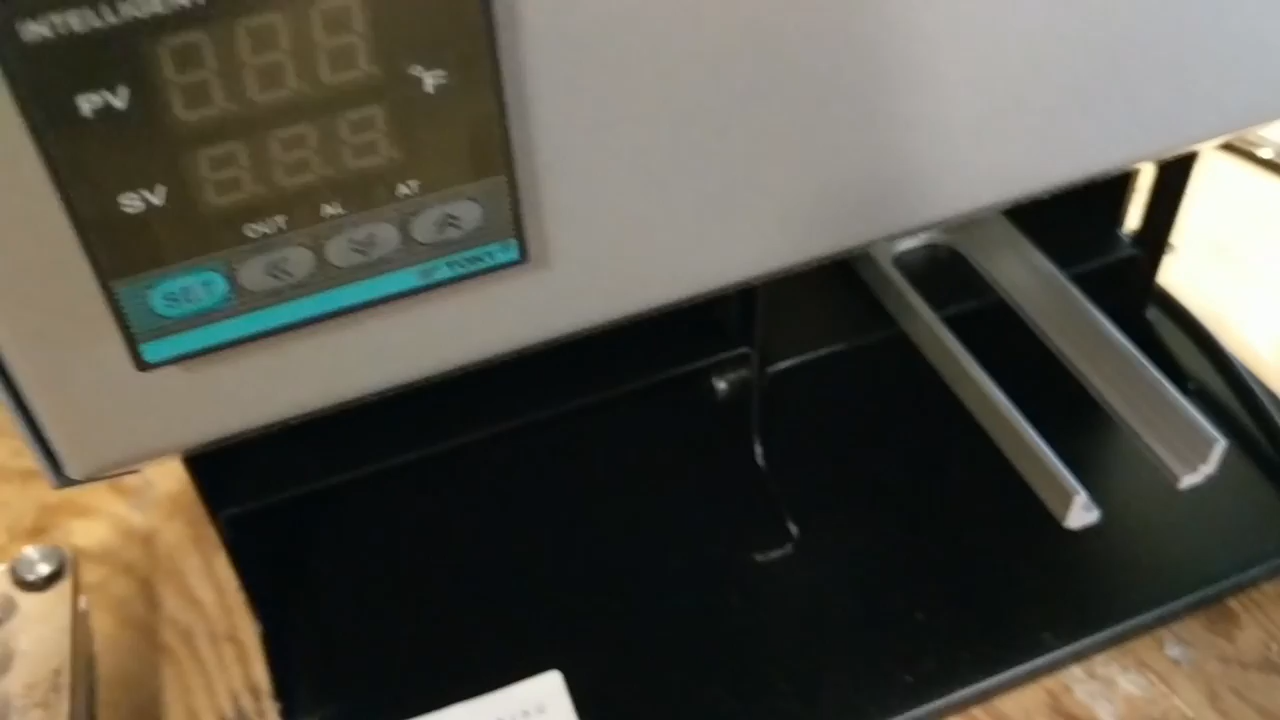 INTELLIGENT
PV °F
SV
OUT AL AT
SET